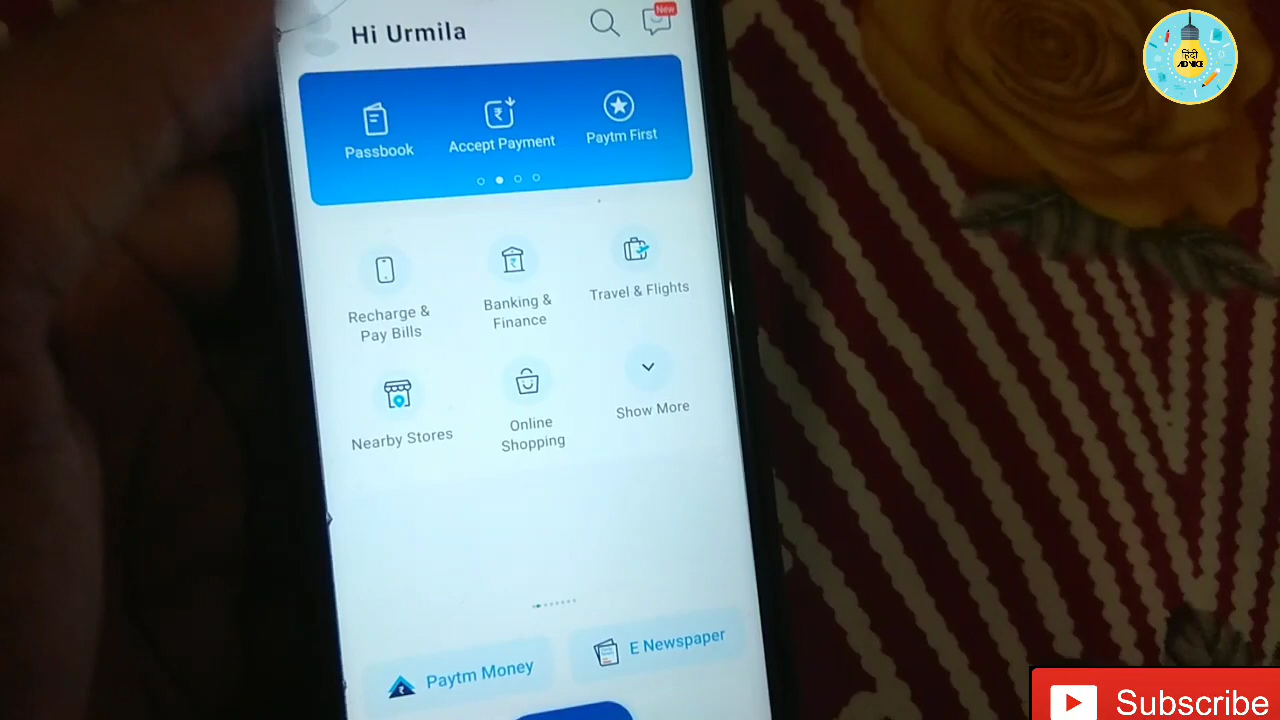 Hi Urmila
New
हिंदी
ADVICE
Passbook
Accept Payment
Paytm First
Recharge &
Pay Bills
Banking &
Finance
Travel & Flights
Nearby Stores
Online
Shopping
Show More
Paytm Money
E Newspaper
Subscribe